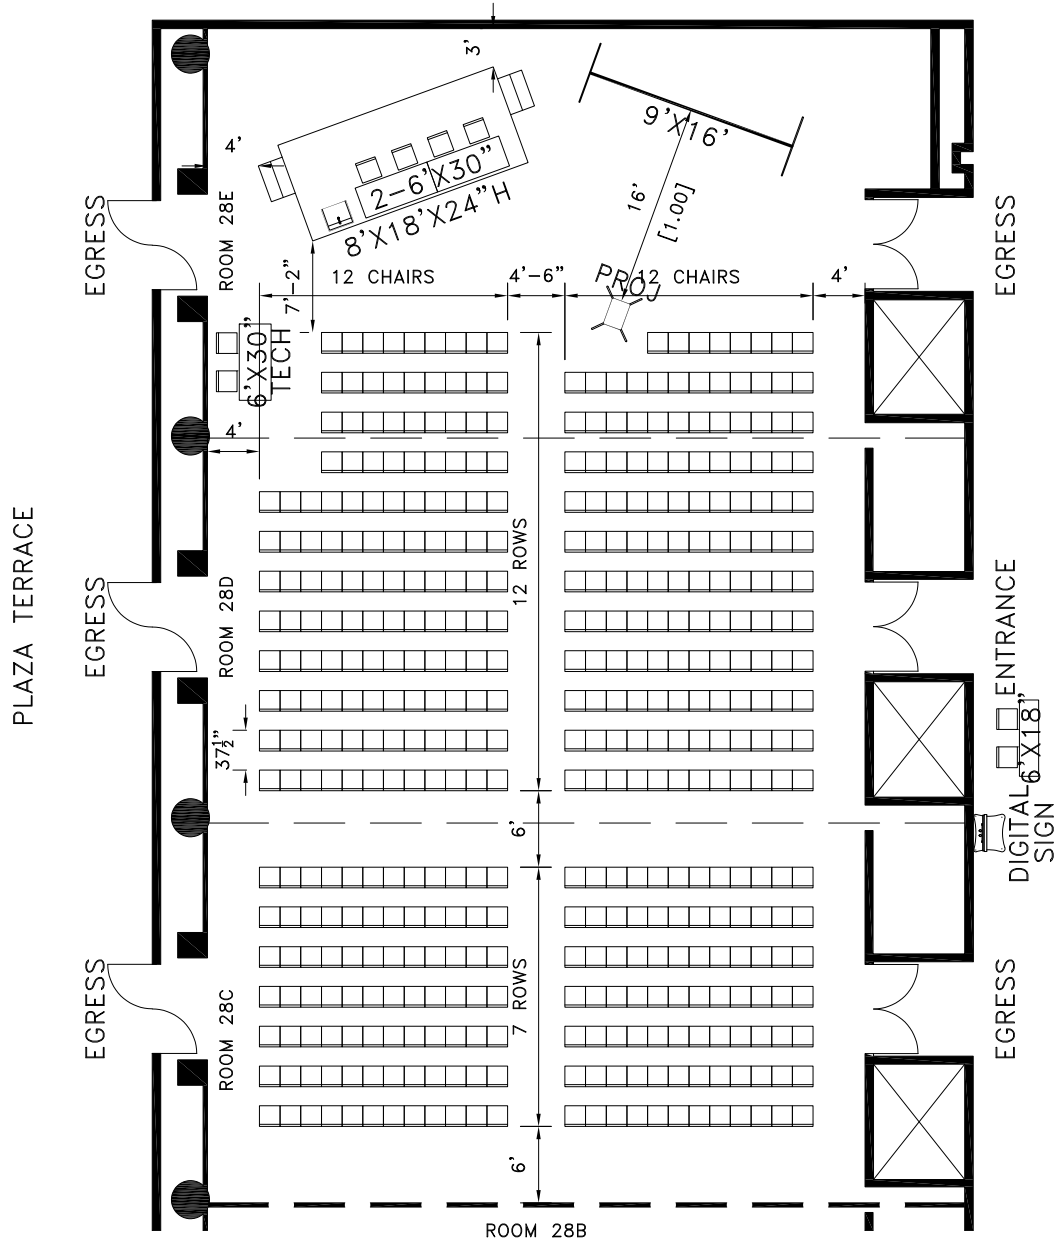 3'
9'X16'
4'
2-6'X30"
8'X18'X24"H
16'
[1.00]
EGRESS
ROOM 28E
EGRESS
7'-2"
12 CHAIRS
4'-6"
PROJ
12 CHAIRS
4'
6'X30"
TECH
4'
PLAZA TERRACE
12 ROWS
EGRESS
ROOM 28D
ENTRANCE
6'X18"
37½"
6'
DIGITAL
SIGN
EGRESS
ROOM 28C
7 ROWS
EGRESS
6'
ROOM 28B